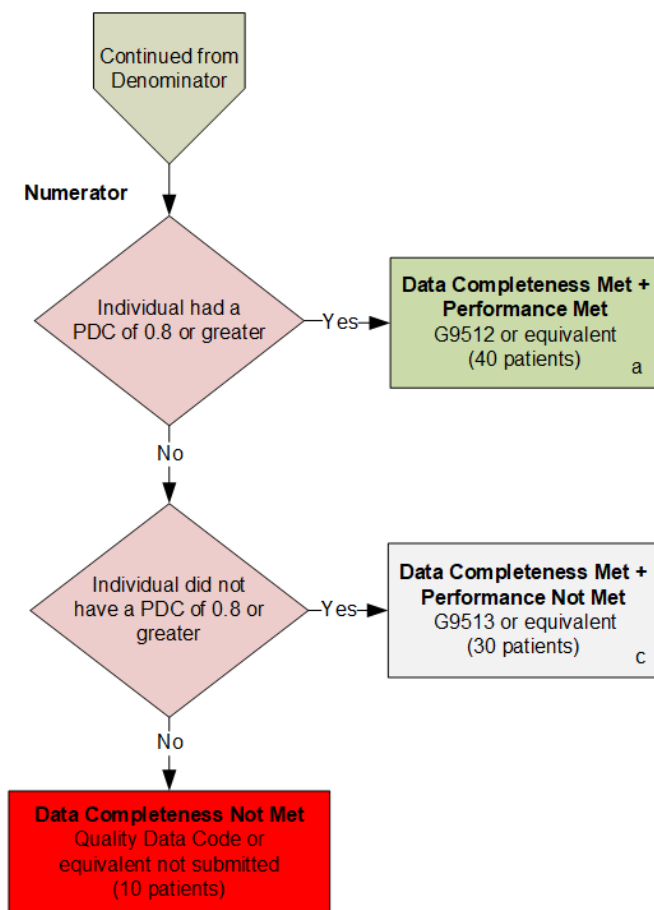 Continued from
Denominator
Numerator
Individual had a
PDC of 0.8 or greater
Yes
Data Completeness Met +
Performance Met
G9512 or equivalent
(40 patients)
a
No
Individual did not
have a PDC of 0.8 or
greater
Yes
Data Completeness Met +
Performance Not Met
G9513 or equivalent
(30 patients)
c
No
Data Completeness Not Met
Quality Data Code or
equivalent not submitted
(10 patients)